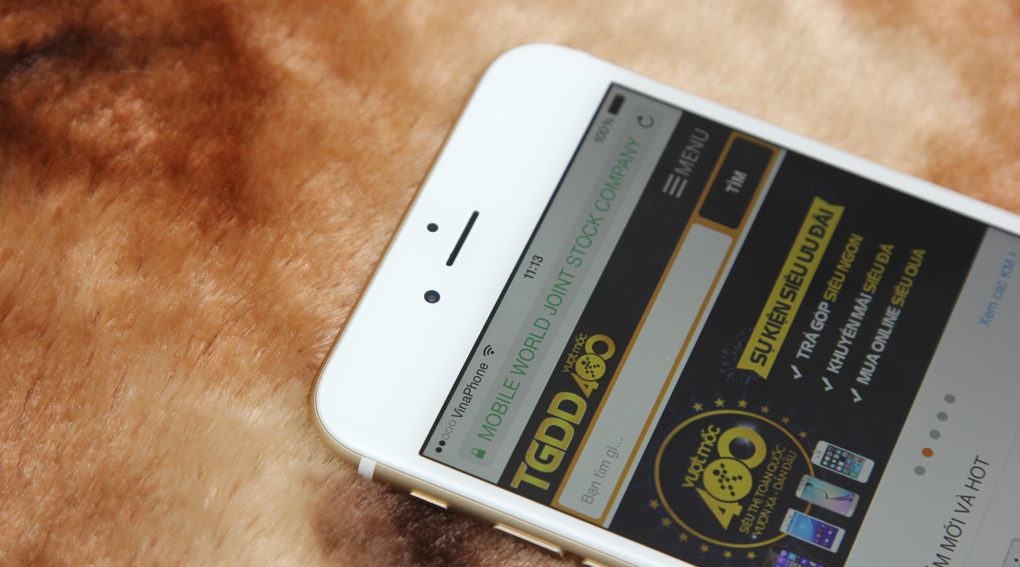 VinaPhone 11:13 100%
MOBILE WORLD JOINT STOCK COMPANY
TGDD vượt mốc 400 MENU
Bạn tìm gì... TÌM
SỰ KIỆN SIÊU ƯU ĐÃI
TRẢ GÓP SIÊU NGON
KHUYẾN MÃI SIÊU ĐÃ
MUA ONLINE SIÊU QUÀ
vượt mốc
400
SIÊU THỊ TOÀN QUỐC
VƯƠN XA - DẪN ĐẦU
Xem các KM »
MỚI VÀ HOT